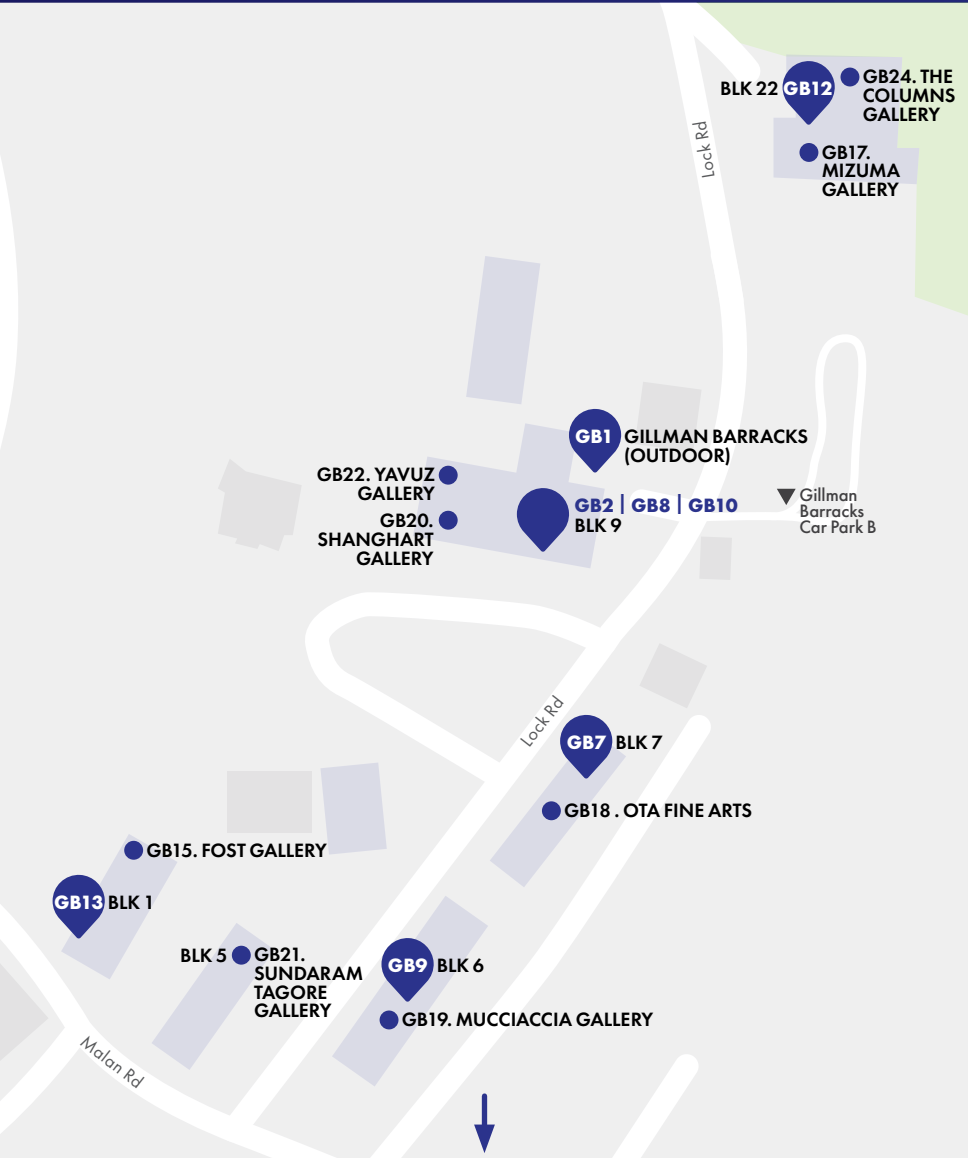 BLK 22
GB12
GB24. THE
COLUMNS
GALLERY
Lock Rd
GB17.
MIZUMA
GALLERY
GB1
GILLMAN BARRACKS
(OUTDOOR)
GB22. YAVUZ
GALLERY
GB2 | GB8 | GB10
BLK 9
Gillman
Barracks
Car Park B
GB20.
SHANGHART
GALLERY
Lock Rd
GB7
BLK 7
GB18 . OTA FINE ARTS
GB15. FOST GALLERY
GB13
BLK 1
BLK 5
GB21.
SUNDARAM
TAGORE
GALLERY
GB9
BLK 6
GB19. MUCCIACCIA GALLERY
Malan Rd